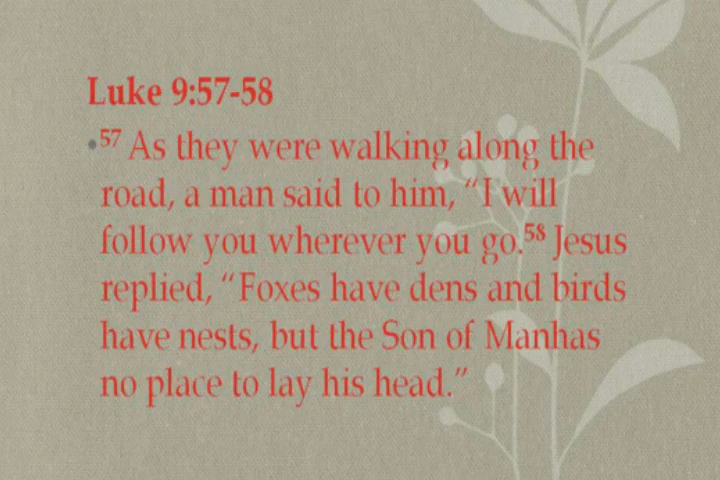 Luke 9:57-58
•57 As they were walking along the
road, a man said to him, “I will
follow you wherever you go.58 Jesus
replied, “Foxes have dens and birds
have nests, but the Son of Manhas
no place to lay his head.”